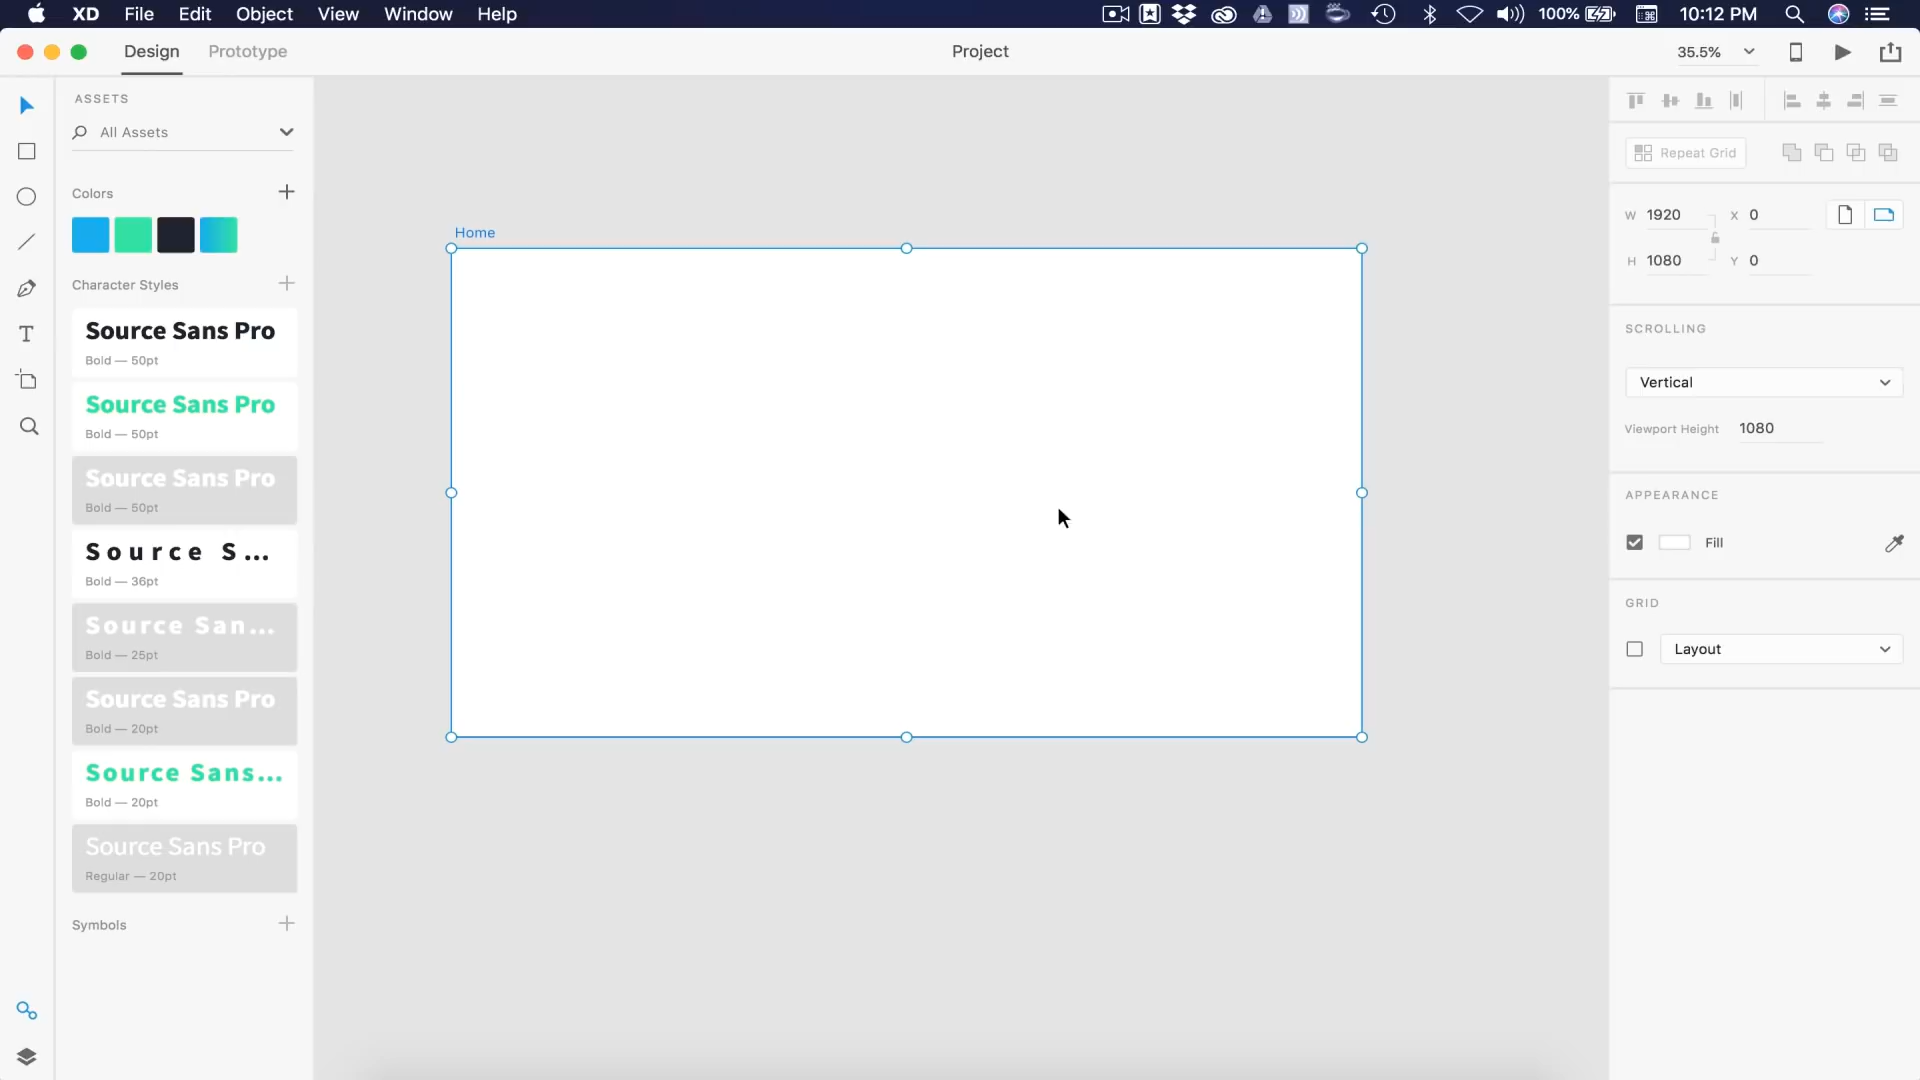 XD File Edit Object View Window Help
100% 10:12 PM
Design Prototype
Project
35.5%
ASSETS
All Assets
Colors
Character Styles
Source Sans Pro
Bold — 50pt
Source Sans Pro
Bold — 50pt
Source Sans Pro
Bold — 50pt
Source S...
Bold — 36pt
Source San...
Bold — 25pt
Source Sans Pro
Bold — 20pt
Source Sans...
Bold — 20pt
Source Sans Pro
Regular — 20pt
Symbols
Home
Repeat Grid
W 1920 X 0
H 1080 Y 0
SCROLLING
Vertical
Viewport Height 1080
APPEARANCE
Fill
GRID
Layout